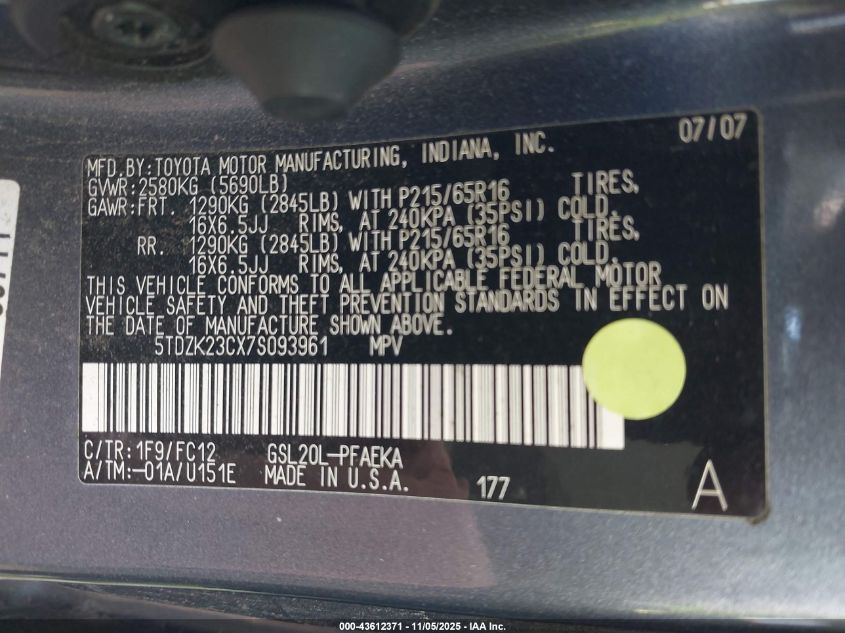 07/07
MFD.BY:TOYOTA MOTOR MANUFACTURING, INDIANA, INC.
GVWR:2580KG (5690LB)
GAWR:FRT. 1290KG (2845LB) WITH P215/65R16 TIRES,
16X6.5JJ RIMS, AT 240KPA (35PSI) COLD.
RR. 1290KG (2845LB) WITH P215/65R16 TIRES,
16X6.5JJ RIMS, AT 240KPA (35PSI) COLD.
THIS VEHICLE CONFORMS TO ALL APPLICABLE FEDERAL MOTOR
VEHICLE SAFETY AND THEFT PREVENTION STANDARDS IN EFFECT ON
THE DATE OF MANUFACTURE SHOWN ABOVE.
5TDZK23CX7S093961 MPV
C/TR:1F9/FC12 GSL20L-PFAEKA
A/TM:-01A/U151E MADE IN U.S.A.
177 A
000-43612371 - 11/05/2025 - IAA Inc.